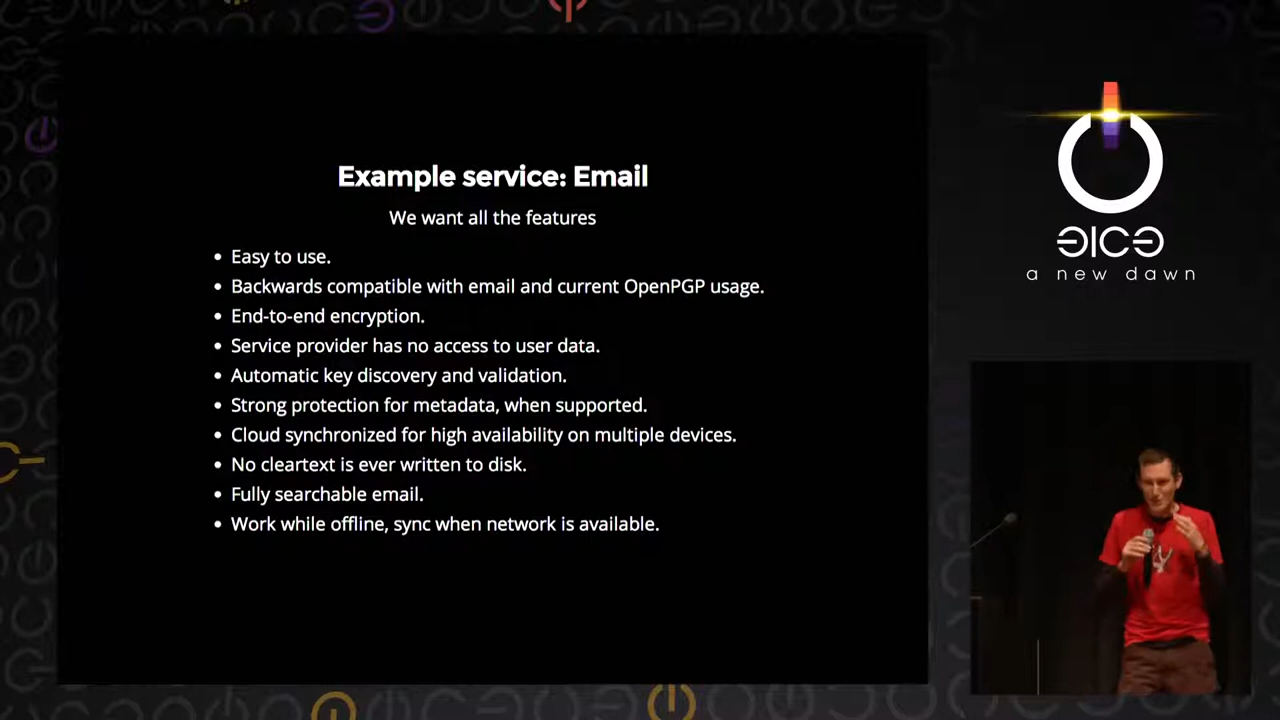 Example service: Email
We want all the features
• Easy to use.
• Backwards compatible with email and current OpenPGP usage.
• End-to-end encryption.
• Service provider has no access to user data.
• Automatic key discovery and validation.
• Strong protection for metadata, when supported.
• Cloud synchronized for high availability on multiple devices.
• No cleartext is ever written to disk.
• Fully searchable email.
• Work while offline, sync when network is available.
a new dawn